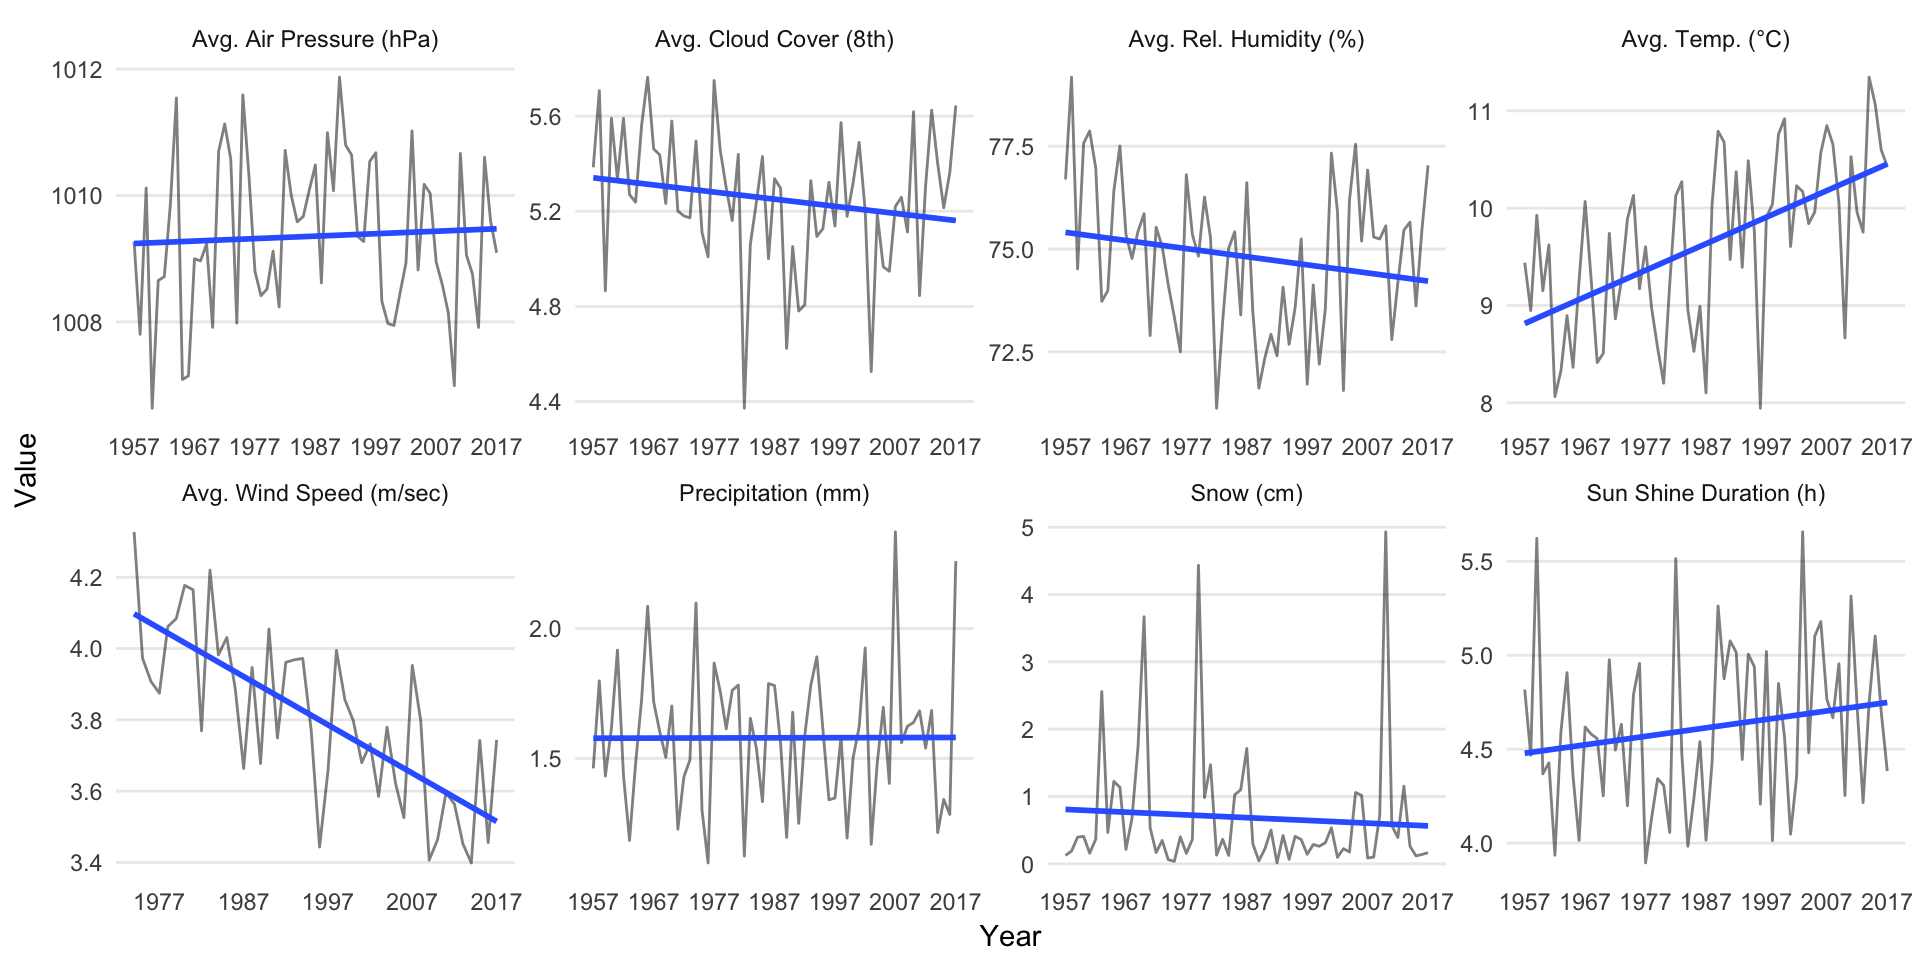 Avg. Air Pressure (hPa)
1012
1010
1008
1957 1967 1977 1987 1997 2007 2017
Avg. Cloud Cover (8th)
5.6
5.2
4.8
4.4
1957 1967 1977 1987 1997 2007 2017
Avg. Rel. Humidity (%)
77.5
75.0
72.5
1957 1967 1977 1987 1997 2007 2017
Avg. Temp. (°C)
11
10
9
8
1957 1967 1977 1987 1997 2007 2017
Value
Avg. Wind Speed (m/sec)
4.2
4.0
3.8
3.6
3.4
1977 1987 1997 2007 2017
Precipitation (mm)
2.0
1.5
1957 1967 1977 1987 1997 2007 2017
Snow (cm)
5
4
3
2
1
0
1957 1967 1977 1987 1997 2007 2017
Sun Shine Duration (h)
5.5
5.0
4.5
4.0
1957 1967 1977 1987 1997 2007 2017
Year